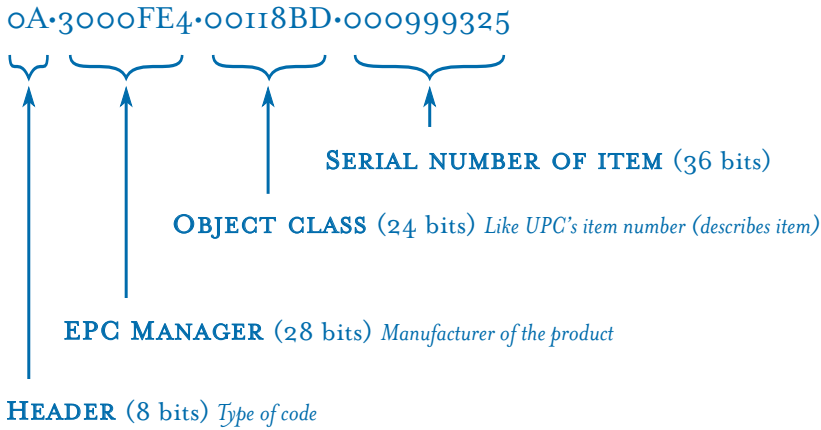 0A·3000FE4·00118BD·000999325
SERIAL NUMBER OF ITEM (36 bits)
OBJECT CLASS (24 bits) Like UPC's item number (describes item)
EPC MANAGER (28 bits) Manufacturer of the product
HEADER (8 bits) Type of code